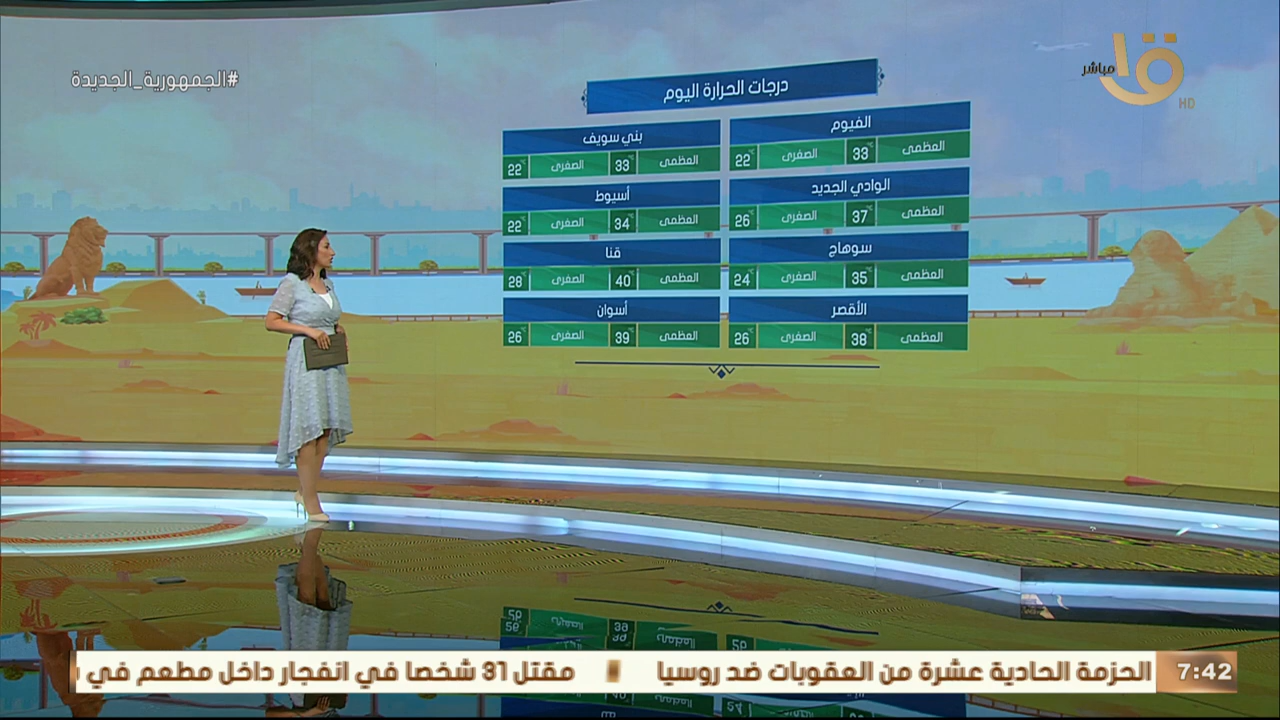 #الجمهورية_الجديدة
مباشر
HD
درجات الحرارة اليوم
الفيوم
العظمى 33 الصغرى 22
بني سويف
العظمى 33 الصغرى 22
الوادي الجديد
العظمى 37 الصغرى 26
أسيوط
العظمى 34 الصغرى 22
سوهاج
العظمى 35 الصغرى 24
قنا
العظمى 40 الصغرى 28
الأقصر
العظمى 38 الصغرى 26
أسوان
العظمى 39 الصغرى 26
7:42 الحزمة الحادية عشرة من العقوبات ضد روسيا مقتل 31 شخصا في انفجار داخل مطعم في